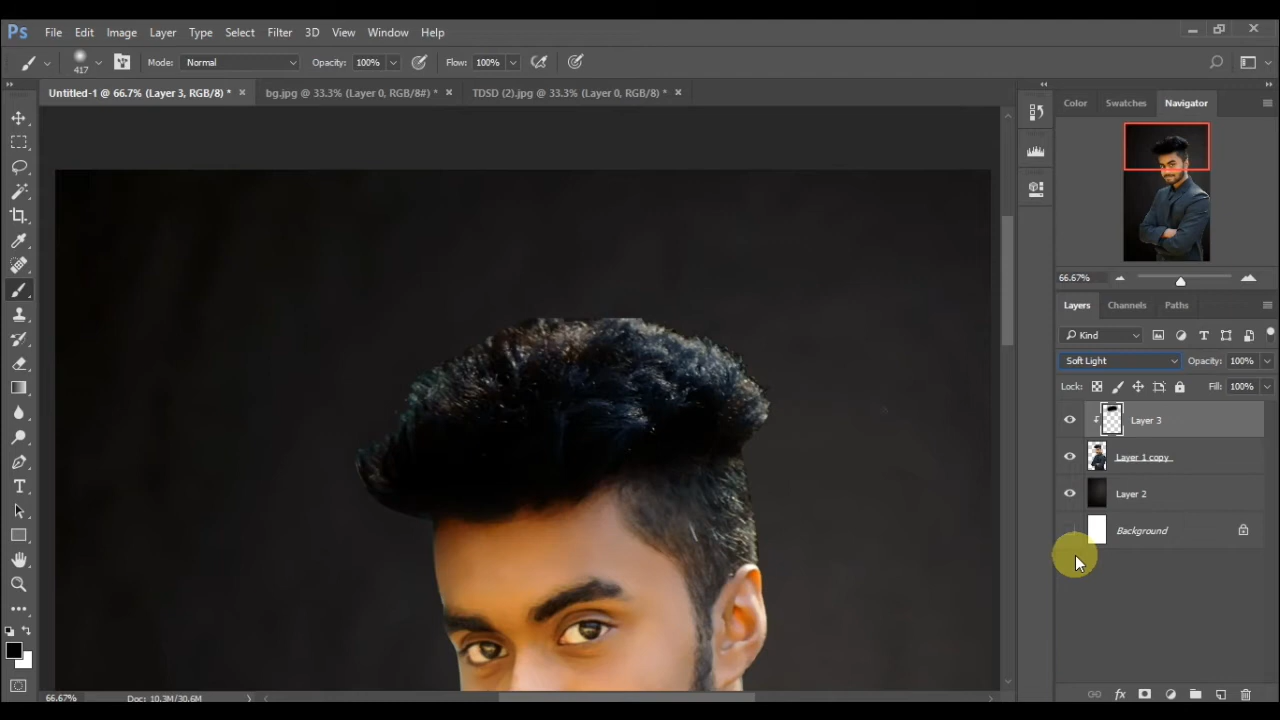 Ps File Edit Image Layer Type Select Filter 3D View Window Help
417 Mode: Normal Opacity: 100% Flow: 100%
Untitled-1 @ 66.7% (Layer 3, RGB/8) * × bg.jpg @ 33.3% (Layer 0, RGB/8#) * × TDSD (2).jpg @ 33.3% (Layer 0, RGB/8) * ×
Color Swatches Navigator
66.67%
Layers Channels Paths
Kind
Soft Light Opacity: 100%
Lock: Fill: 100%
Layer 3
Layer 1 copy
Layer 2
Background
66.67% Doc: 10.3M/30.6M
fx